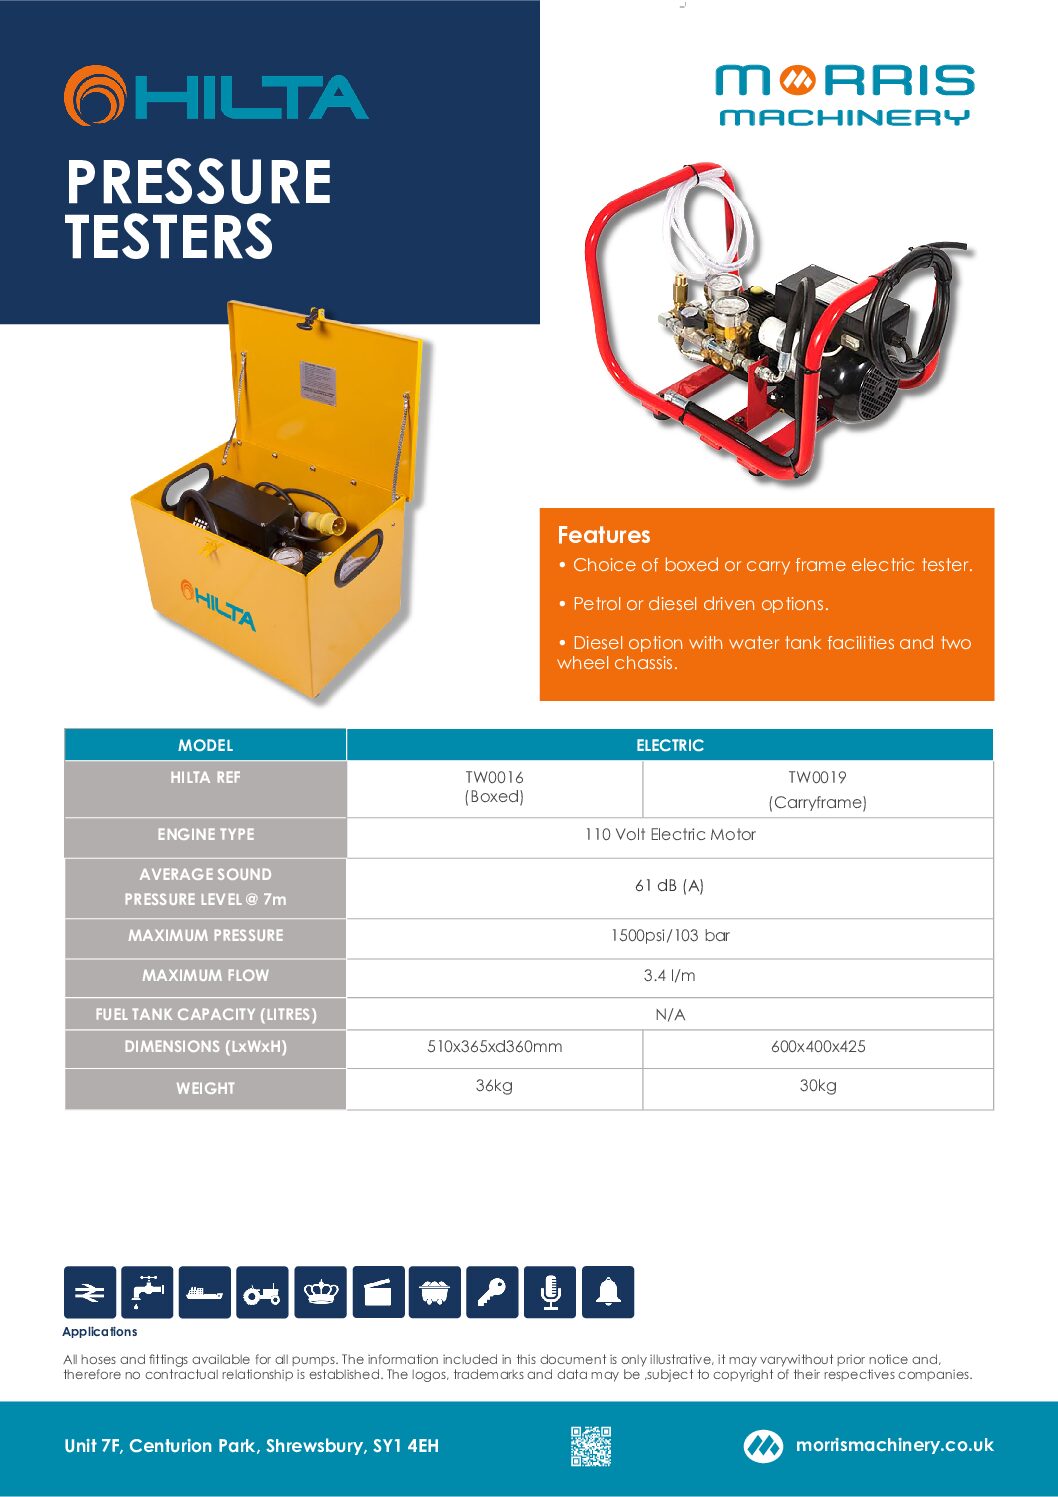 HILTA
MORRIS
MACHINERY
PRESSURE
TESTERS
HILTA
Features
• Choice of boxed or carry frame electric tester.
• Petrol or diesel driven options.
• Diesel option with water tank facilities and two
wheel chassis.
MODEL ELECTRIC
HILTA REF TW0016 (Boxed) TW0019 (Carryframe)
ENGINE TYPE 110 Volt Electric Motor
AVERAGE SOUND
PRESSURE LEVEL @ 7m 61 dB (A)
MAXIMUM PRESSURE 1500psi/103 bar
MAXIMUM FLOW 3.4 l/m
FUEL TANK CAPACITY (LITRES) N/A
DIMENSIONS (LxWxH) 510x365xd360mm 600x400x425
WEIGHT 36kg 30kg
Applications
All hoses and fittings available for all pumps. The information included in this document is only illustrative, it may varywithout prior notice and,
therefore no contractual relationship is established. The logos, trademarks and data may be ,subject to copyright of their respectives companies.
Unit 7F, Centurion Park, Shrewsbury, SY1 4EH
morrismachinery.co.uk